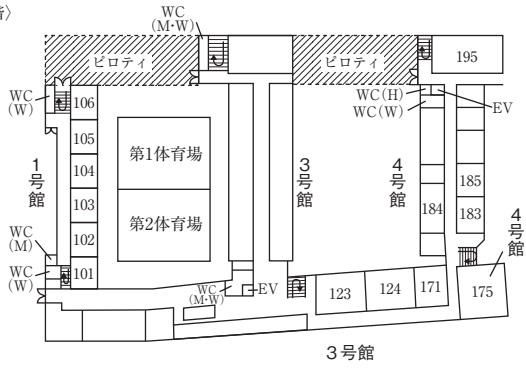 階〉
WC
(M・W)
ピロティ
ピロティ
195
WC
(W)
106
WC(H)
WC(W)
EV
105
第1体育場
1号館
104
3号館
4号館
103
第2体育場
185
184
183
102
WC
(M)
4号館
WC
(W)
101
WC
(M・W)
EV
123
124
171
175
3号館